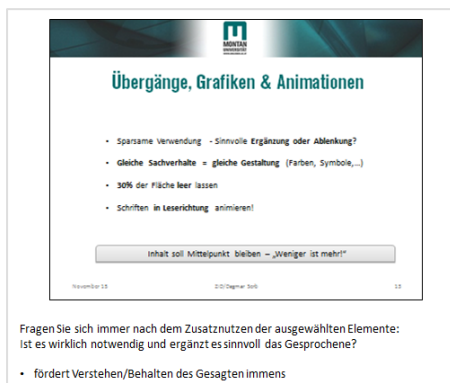 MONTAN
UNIVERSITÄT
Übergänge, Grafiken & Animationen
• Sparsame Verwendung - Sinnvolle Ergänzung oder Ablenkung?
• Gleiche Sachverhalte = gleiche Gestaltung (Farben, Symbole,...)
• 30% der Fläche leer lassen
• Schriften in Leserichtung animieren!
Inhalt soll Mittelpunkt bleiben – „Weniger ist mehr!“
November 13
13
Fragen Sie sich immer nach dem Zusatznutzen der ausgewählten Elemente:
Ist es wirklich notwendig und ergänzt es sinnvoll das Gesprochene?
• fördert Verstehen/Behalten des Gesagten immens